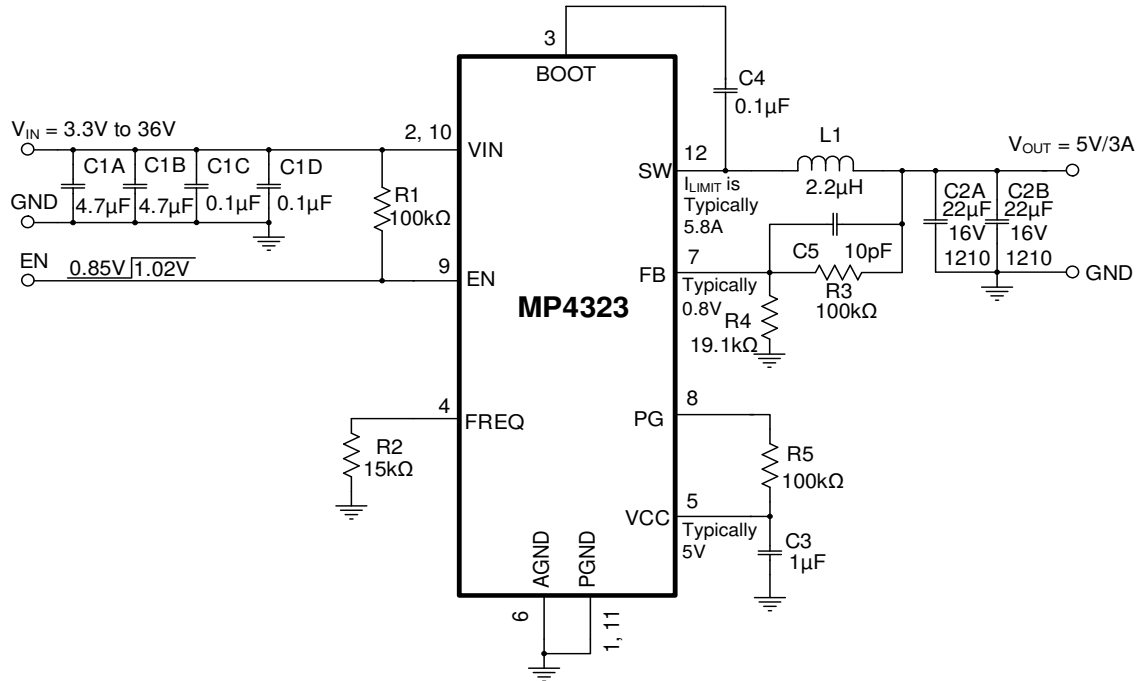 3
BOOT
C4
0.1µF
V_IN = 3.3V to 36V
2, 10
VIN
C1A
C1B
C1C
C1D
4.7µF
4.7µF
0.1µF
0.1µF
GND
R1
100kΩ
EN
0.85V
1.02V
9
EN
12
SW
L1
2.2µH
V_OUT = 5V/3A
I_LIMIT is
Typically
5.8A
C2A
22µF
16V
1210
C2B
22µF
16V
1210
GND
C5
10pF
7
FB
Typically
0.8V
R3
100kΩ
R4
19.1kΩ
MP4323
4
FREQ
R2
15kΩ
8
PG
R5
100kΩ
5
VCC
Typically
5V
C3
1µF
AGND
PGND
6
1, 11